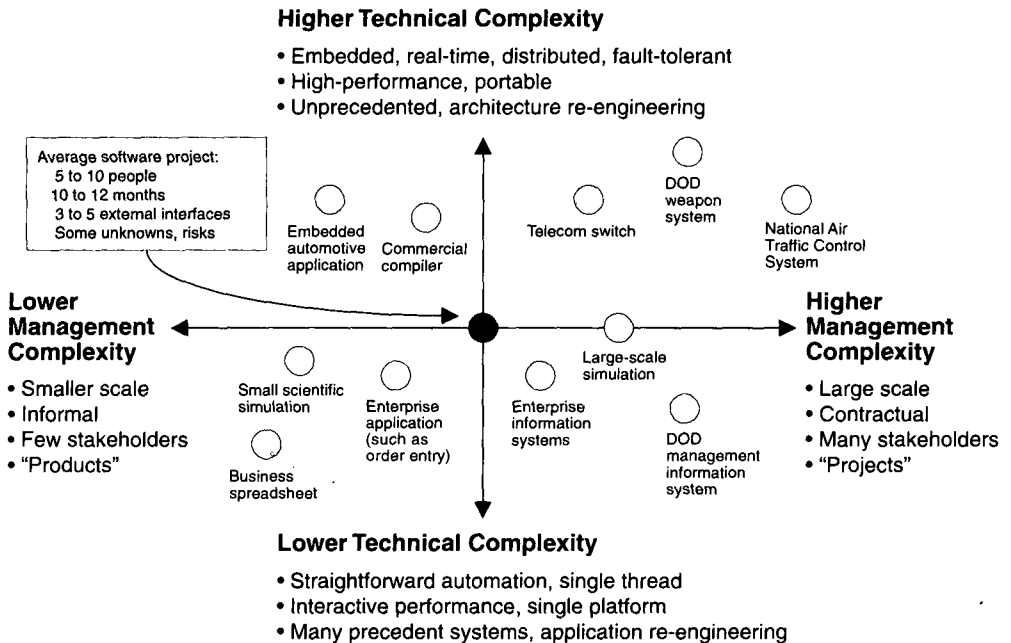 Higher Technical Complexity
• Embedded, real-time, distributed, fault-tolerant
• High-performance, portable
• Unprecedented, architecture re-engineering
Average software project:
5 to 10 people
10 to 12 months
3 to 5 external interfaces
Some unknowns, risks
Embedded
automotive
application
Commercial
compiler
Telecom switch
DOD
weapon
system
National Air
Traffic Control
System
Lower
Management
Complexity
• Smaller scale
• Informal
• Few stakeholders
• “Products”
Small scientific
simulation
Business
spreadsheet
Enterprise
application
(such as
order entry)
Enterprise
information
systems
Large-scale
simulation
DOD
management
information
system
Higher
Management
Complexity
• Large scale
• Contractual
• Many stakeholders
• “Projects”
Lower Technical Complexity
• Straightforward automation, single thread
• Interactive performance, single platform
• Many precedent systems, application re-engineering